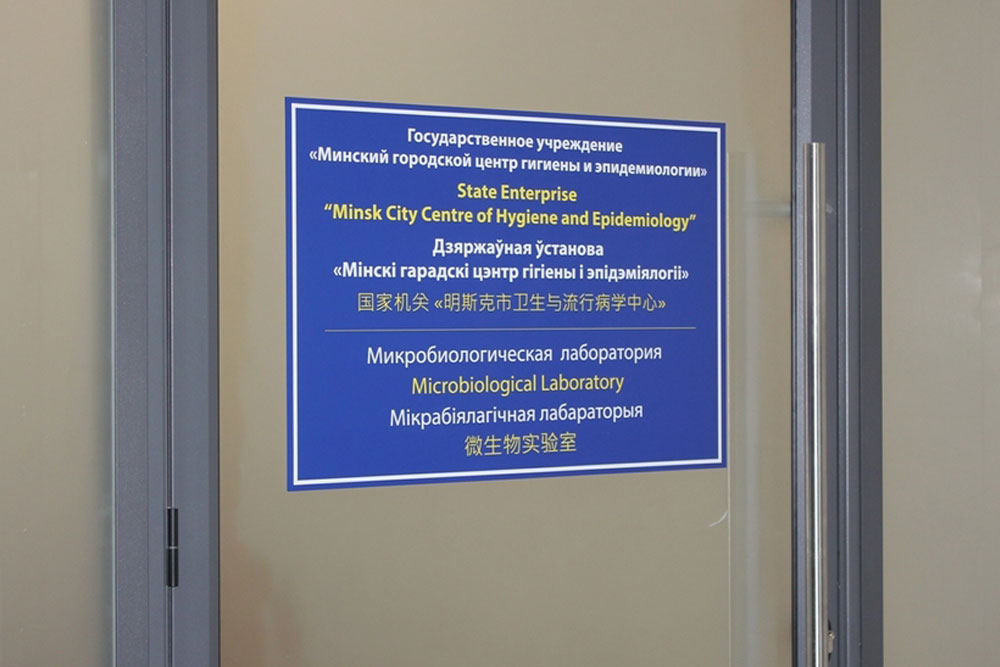 Государственное учреждение
«Минский городской центр гигиены и эпидемиологии»
State Enterprise
“Minsk City Centre of Hygiene and Epidemiology”
Дзяржаўная ўстанова
«Мінскі гарадскі цэнтр гігіены і эпідэміялогіі»
国家机关 «明斯克市卫生与流行病学中心»
Микробиологическая лаборатория
Microbiological Laboratory
Мікрабіялагічная лабараторыя
微生物实验室